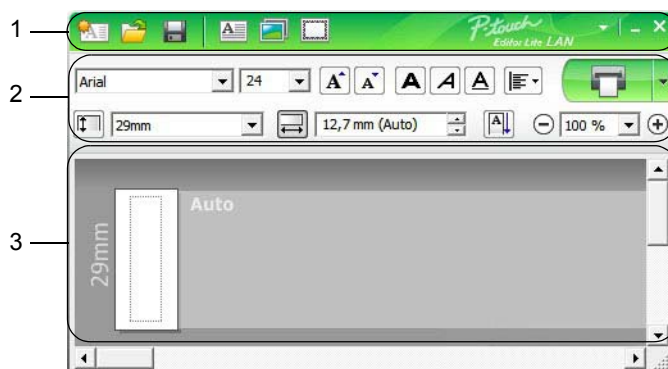 1
P-touch
Editor Lite LAN
2
Arial 24 A A A A A
A 29mm 12,7 mm (Auto) A 100 %
3
Auto
29mm